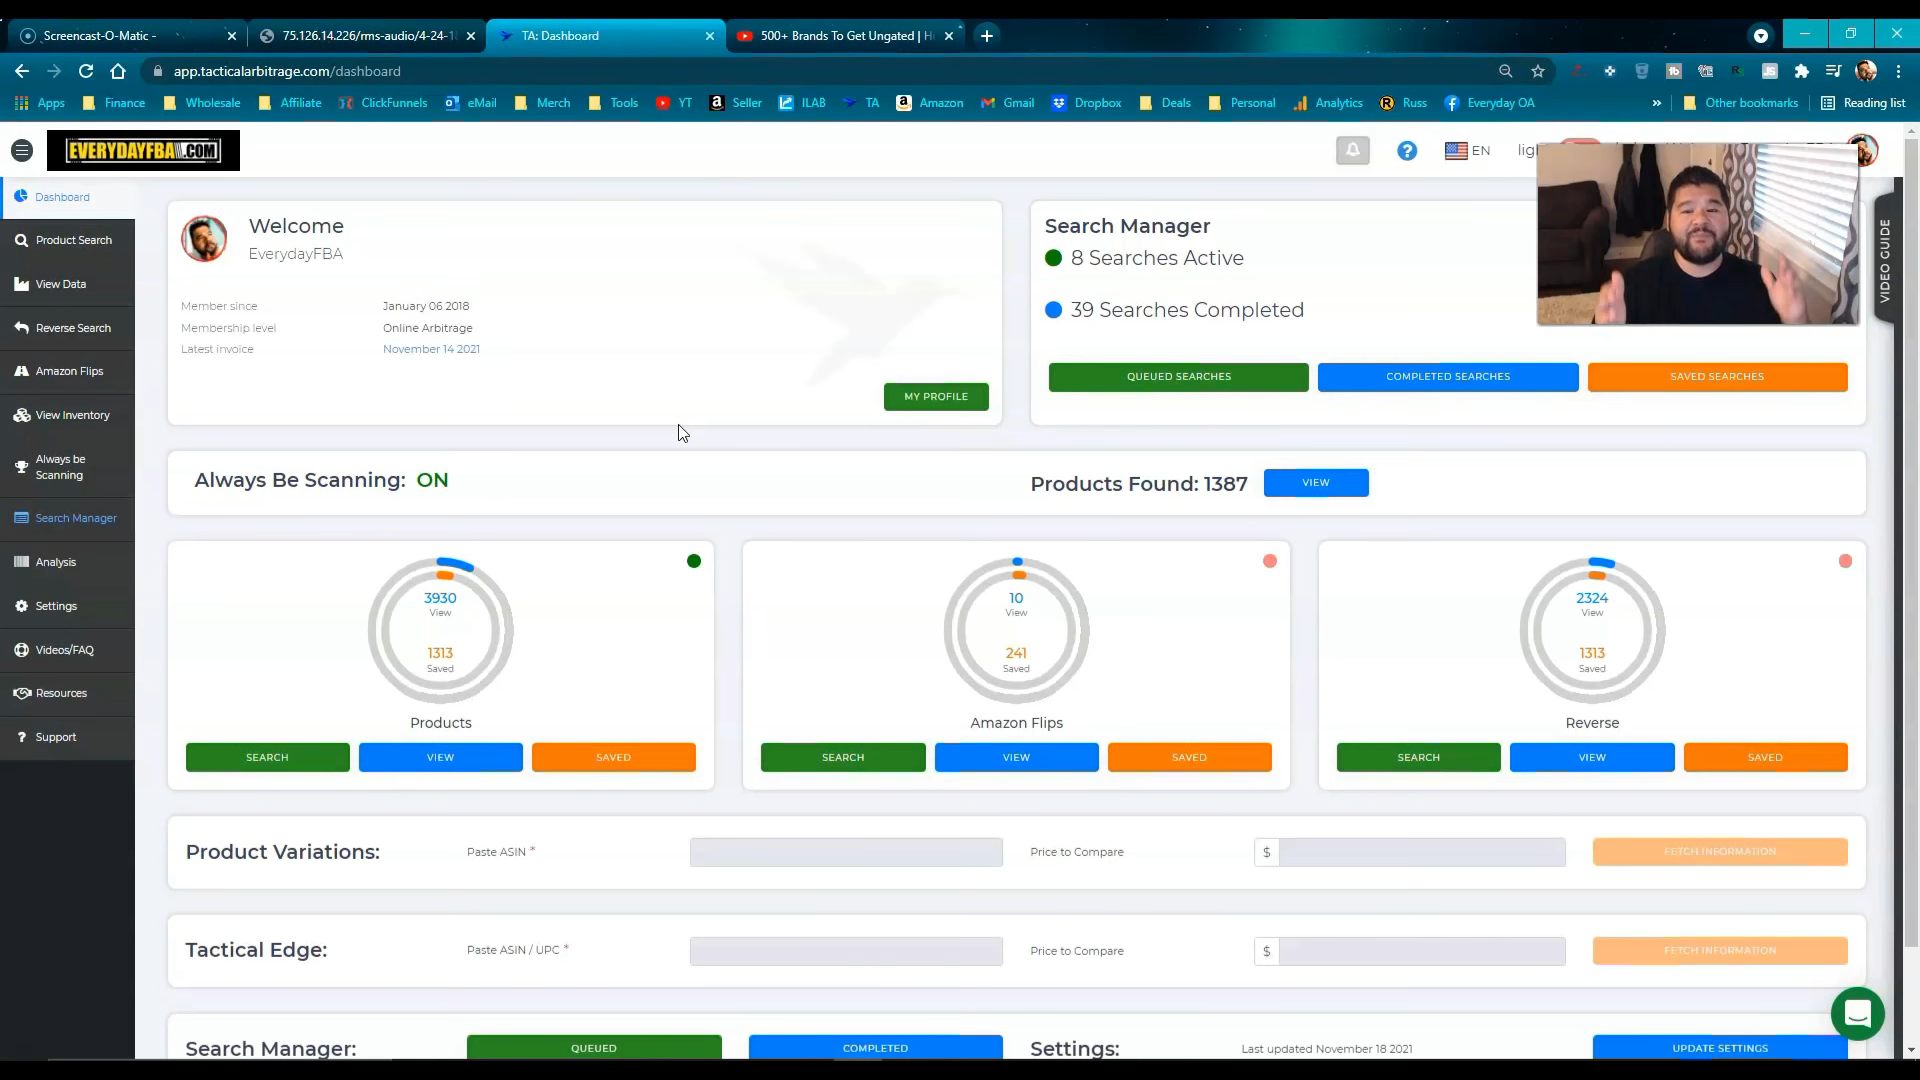 Screencast-O-Matic -
75.126.14.226/rms-audio/4-24-1
TA: Dashboard
500+ Brands To Get Ungated | H
app.tacticalarbitrage.com/dashboard
Apps Finance Wholesale Affiliate ClickFunnels eMail Merch Tools YT Seller ILAB TA Amazon Gmail Dropbox Deals Personal Analytics Russ Everyday OA » Other bookmarks Reading list
EVERYDAYFBA.COM
EN
Dashboard
Product Search
View Data
Reverse Search
Amazon Flips
View Inventory
Always be
Scanning
Search Manager
Analysis
Settings
Videos/FAQ
Resources
Support
Welcome
EverydayFBA
Member since January 06 2018
Membership level Online Arbitrage
Latest invoice November 14 2021
MY PROFILE
Search Manager
8 Searches Active
39 Searches Completed
QUEUED SEARCHES COMPLETED SEARCHES SAVED SEARCHES
VIDEO GUIDE
Always Be Scanning: ON
Products Found: 1387 VIEW
3930
View
1313
Saved
Products
SEARCH VIEW SAVED
10
View
241
Saved
Amazon Flips
SEARCH VIEW SAVED
2324
View
1313
Saved
Reverse
SEARCH VIEW SAVED
Product Variations: Paste ASIN * Price to Compare $ FETCH INFORMATION
Tactical Edge: Paste ASIN / UPC * Price to Compare $ FETCH INFORMATION
Search Manager: QUEUED COMPLETED Settings: Last updated November 18 2021 UPDATE SETTINGS